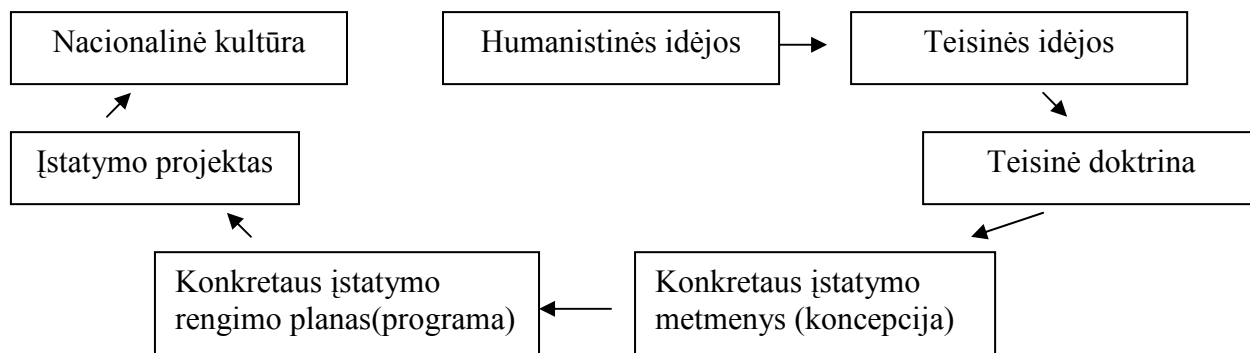 Nacionalinė kultūra
Humanistinės idėjos
Teisinės idėjos
Įstatymo projektas
Teisinė doktrina
Konkretaus įstatymo
rengimo planas(programa)
Konkretaus įstatymo
metmenys (koncepcija)